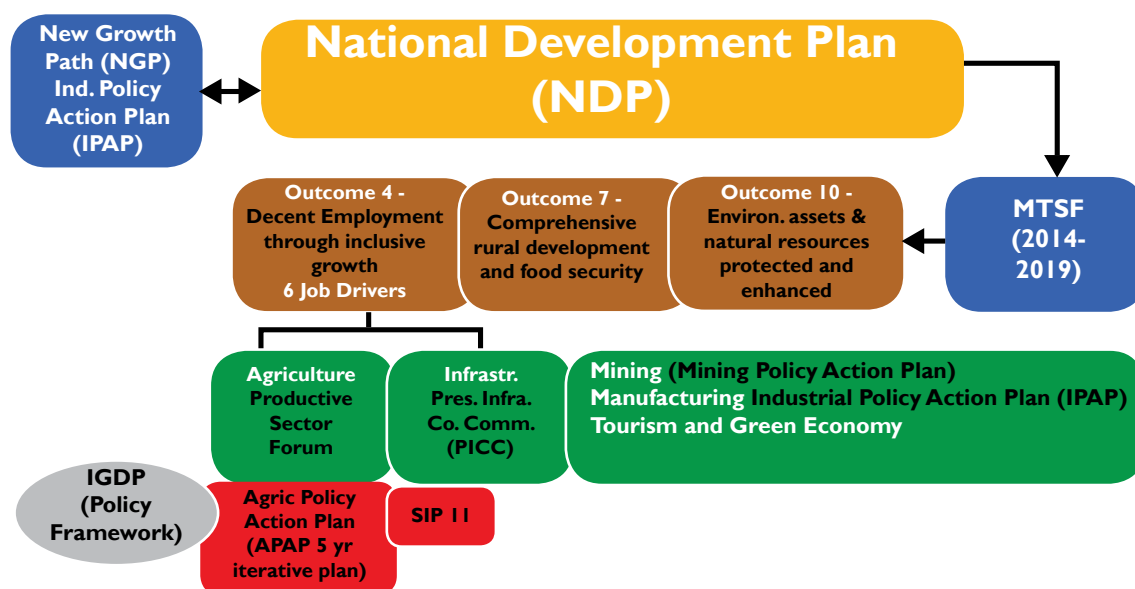 New Growth
Path (NGP)
Ind. Policy
Action Plan
(IPAP)
National Development Plan
(NDP)
Outcome 4 -
Decent Employment
through inclusive
growth
6 Job Drivers
Outcome 7 -
Comprehensive
rural development
and food security
Outcome 10 -
Environ. assets &
natural resources
protected and
enhanced
MTSF
(2014-
2019)
Agriculture
Productive
Sector
Forum
Infrastr.
Pres. Infra.
Co. Comm.
(PICC)
Mining (Mining Policy Action Plan)
Manufacturing Industrial Policy Action Plan (IPAP)
Tourism and Green Economy
IGDP
(Policy
Framework)
Agric Policy
Action Plan
(APAP 5 yr
iterative plan)
SIP 11